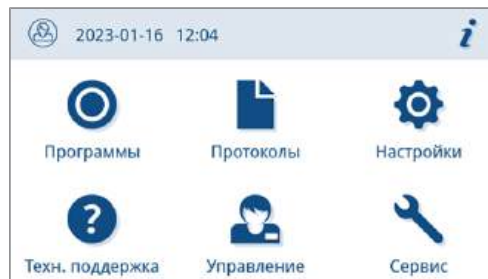 2023-01-16 12:04 i
Программы Протоколы Настройки
? 
Техн. поддержка Управление Сервис